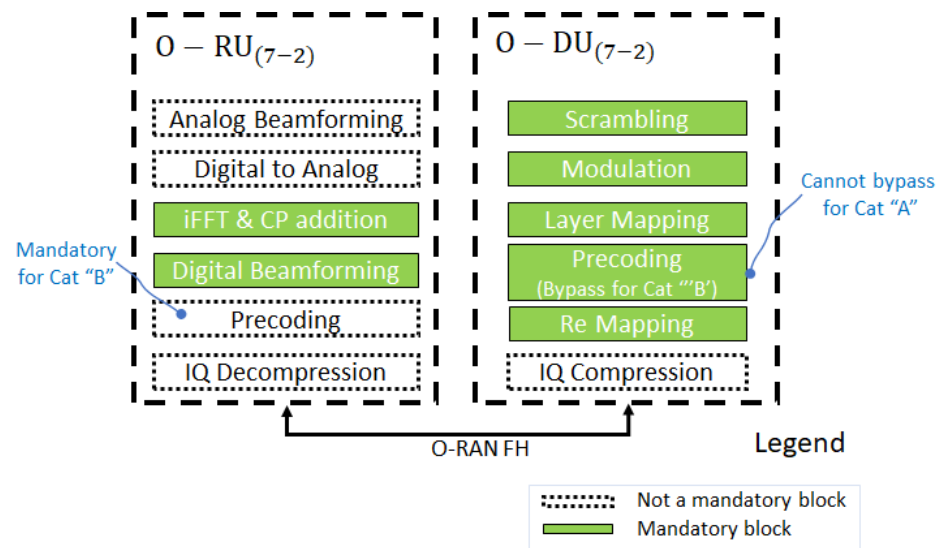 O − RU(7−2)
Analog Beamforming
Digital to Analog
iFFT & CP addition
Digital Beamforming
Precoding
IQ Decompression
Mandatory
for Cat “B”
O − DU(7−2)
Scrambling
Modulation
Layer Mapping
Precoding
(Bypass for Cat “’B’)
Re Mapping
IQ Compression
Cannot bypass
for Cat “A”
O-RAN FH
Legend
Not a mandatory block
Mandatory block